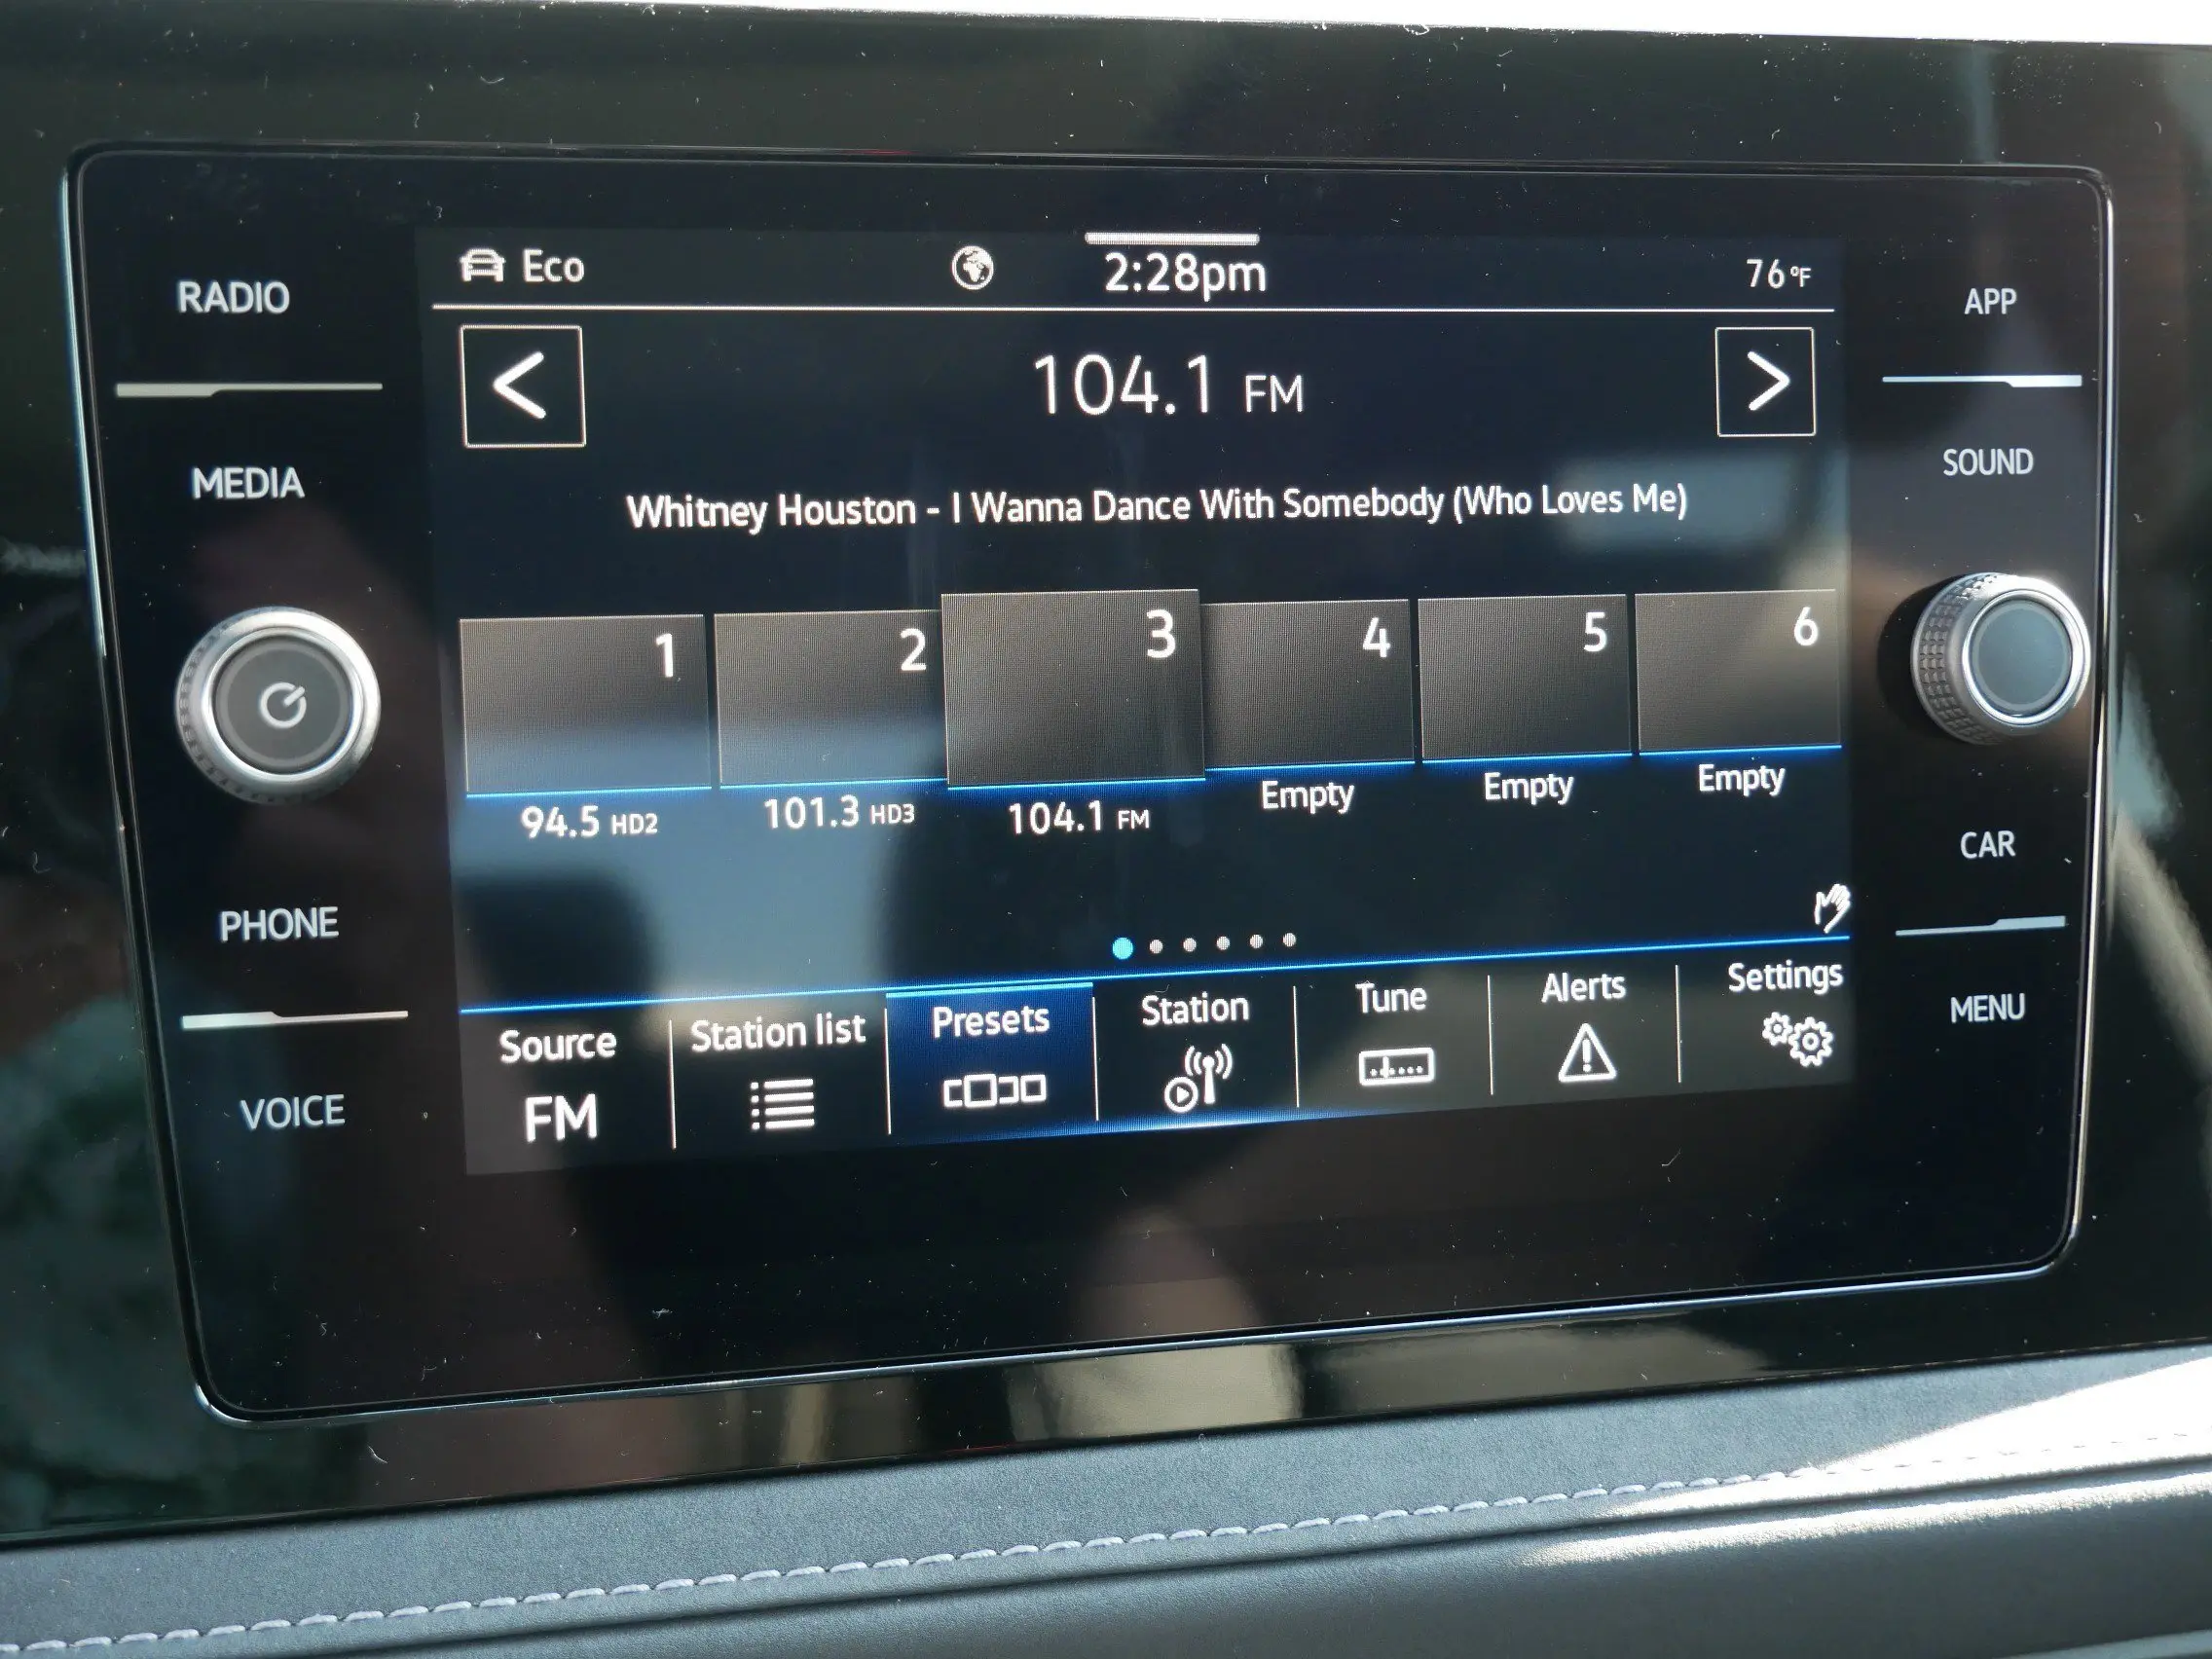 RADIO
MEDIA
PHONE
VOICE
Eco
2:28pm
76°F
104.1 FM
Whitney Houston - I Wanna Dance With Somebody (Who Loves Me)
1 2 3 4 5 6
94.5 HD2 101.3 HD3 104.1 FM Empty Empty Empty
Source Station list Presets Station Tune Alerts Settings
FM
APP
SOUND
CAR
MENU